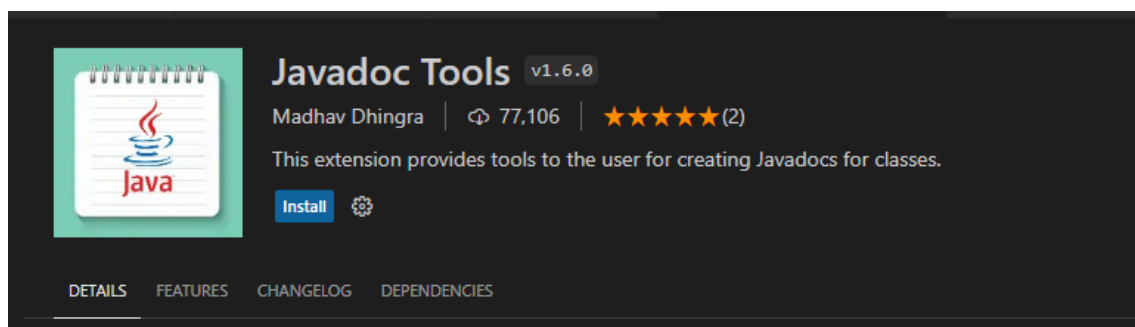 Javadoc Tools v1.6.0
Madhav Dhingra 77,106 (2)
This extension provides tools to the user for creating Javadocs for classes.
Install
Java
DETAILS FEATURES CHANGELOG DEPENDENCIES